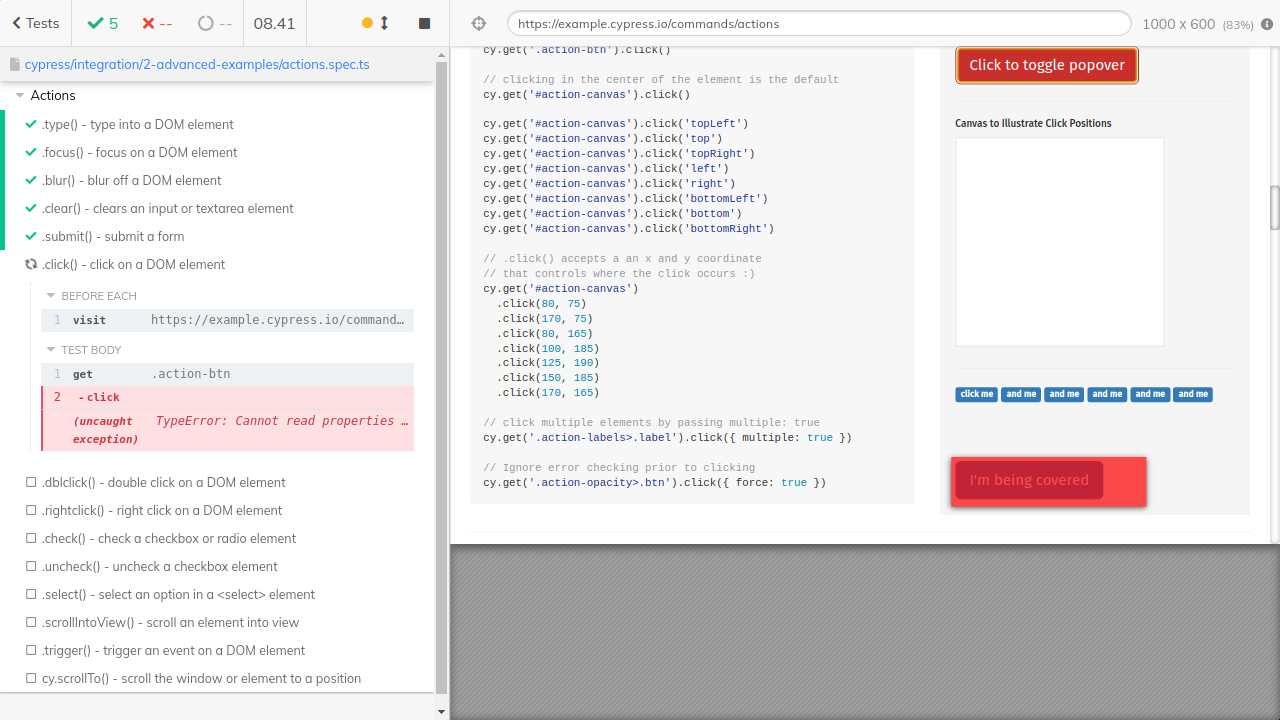 Tests
5
--
--
08.41
https://example.cypress.io/commands/actions
1000 x 600 (83%)
cypress/integration/2-advanced-examples/actions.spec.ts
Actions
.type() - type into a DOM element
.focus() - focus on a DOM element
.blur() - blur off a DOM element
.clear() - clears an input or textarea element
.submit() - submit a form
.click() - click on a DOM element
BEFORE EACH
1 visit https://example.cypress.io/command…
TEST BODY
1 get .action-btn
2 - click
(uncaught exception) TypeError: Cannot read properties …
.dblclick() - double click on a DOM element
.rightclick() - right click on a DOM element
.check() - check a checkbox or radio element
.uncheck() - uncheck a checkbox element
.select() - select an option in a <select> element
.scrollIntoView() - scroll an element into view
.trigger() - trigger an event on a DOM element
cy.scrollTo() - scroll the window or element to a position
cy.get('.action-btn').click()
// clicking in the center of the element is the default
cy.get('#action-canvas').click()
cy.get('#action-canvas').click('topLeft')
cy.get('#action-canvas').click('top')
cy.get('#action-canvas').click('topRight')
cy.get('#action-canvas').click('left')
cy.get('#action-canvas').click('right')
cy.get('#action-canvas').click('bottomLeft')
cy.get('#action-canvas').click('bottom')
cy.get('#action-canvas').click('bottomRight')
// .click() accepts a an x and y coordinate
// that controls where the click occurs :)
cy.get('#action-canvas')
.click(80, 75)
.click(170, 75)
.click(80, 165)
.click(100, 185)
.click(125, 190)
.click(150, 185)
.click(170, 165)
// click multiple elements by passing multiple: true
cy.get('.action-labels>.label').click({ multiple: true })
// Ignore error checking prior to clicking
cy.get('.action-opacity>.btn').click({ force: true })
Click to toggle popover
Canvas to Illustrate Click Positions
click me and me and me and me and me and me
I'm being covered